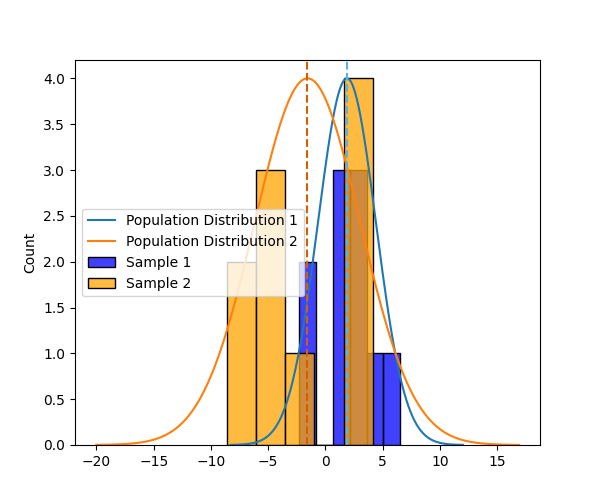 4.0
3.5
3.0
2.5
2.0
1.5
1.0
0.5
0.0
Count
Population Distribution 1
Population Distribution 2
Sample 1
Sample 2
−20 −15 −10 −5 0 5 10 15